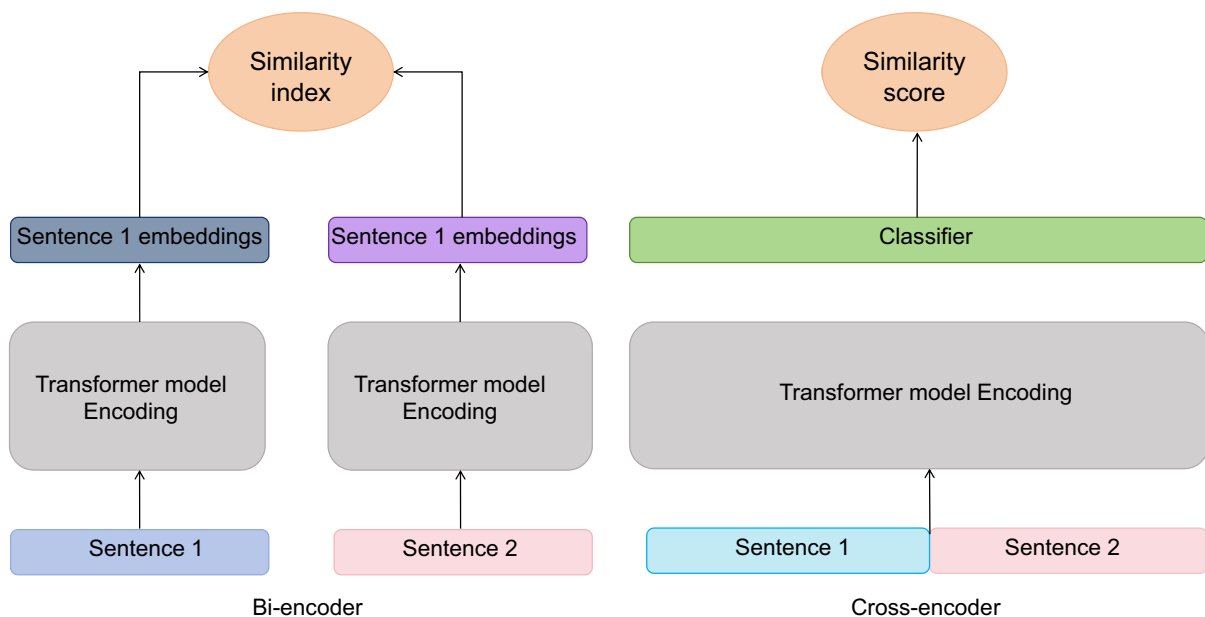 Similarity
index
Similarity
score
Sentence 1 embeddings
Sentence 1 embeddings
Classifier
Transformer model
Encoding
Transformer model
Encoding
Transformer model Encoding
Sentence 1
Sentence 2
Sentence 1
Sentence 2
Bi-encoder
Cross-encoder